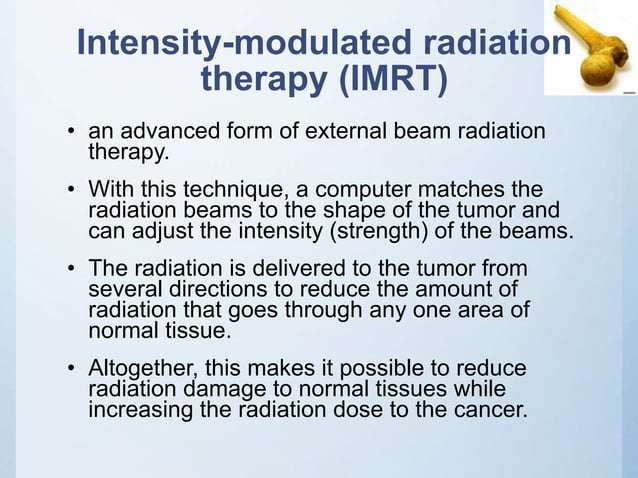 Intensity-modulated radiation
therapy (IMRT)
• an advanced form of external beam radiation
therapy.
• With this technique, a computer matches the
radiation beams to the shape of the tumor and
can adjust the intensity (strength) of the beams.
• The radiation is delivered to the tumor from
several directions to reduce the amount of
radiation that goes through any one area of
normal tissue.
• Altogether, this makes it possible to reduce
radiation damage to normal tissues while
increasing the radiation dose to the cancer.